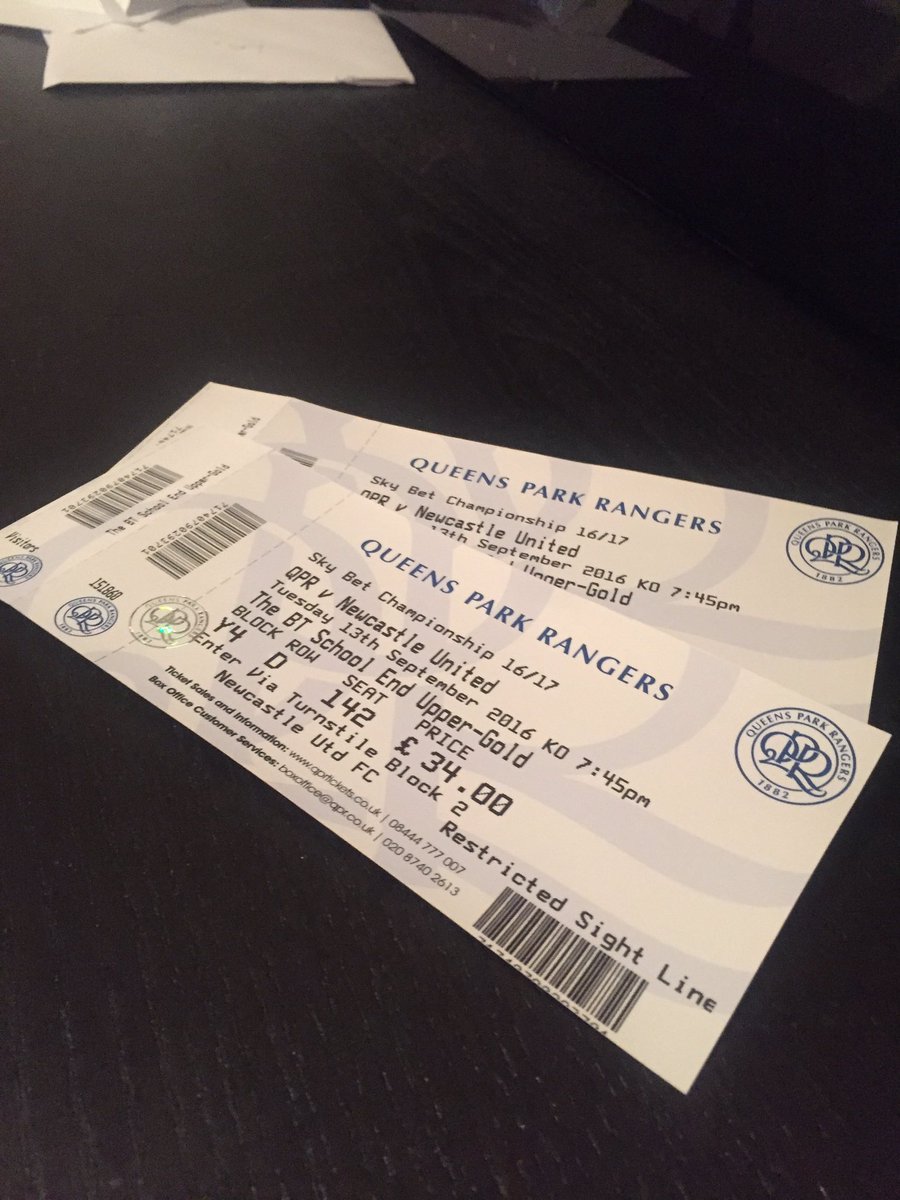 QUEENS PARK RANGERS
Sky Bet Championship 16/17
QPR v Newcastle United
13th September 2016 KO 7:45pm
Upper-Gold
QUEENS PARK RANGERS
1882
QUEENS PARK RANGERS
Sky Bet Championship 16/17
QPR v Newcastle United
Tuesday 13th September 2016 KO 7:45pm
The BT School End Upper-Gold
BLOCK ROW SEAT PRICE
Y4 D 142 £ 34.00
Enter Via Turnstile Block 2
Newcastle Utd FC
Restricted Sight Line
Ticket Sales and Information: www.qprtickets.co.uk | 08444 777 007
Box Office Customer Services: boxoffice@qpr.co.uk | 020 8740 2613
QUEENS PARK RANGERS
1882
The BT School End Upper-Gold
Visitors
151860